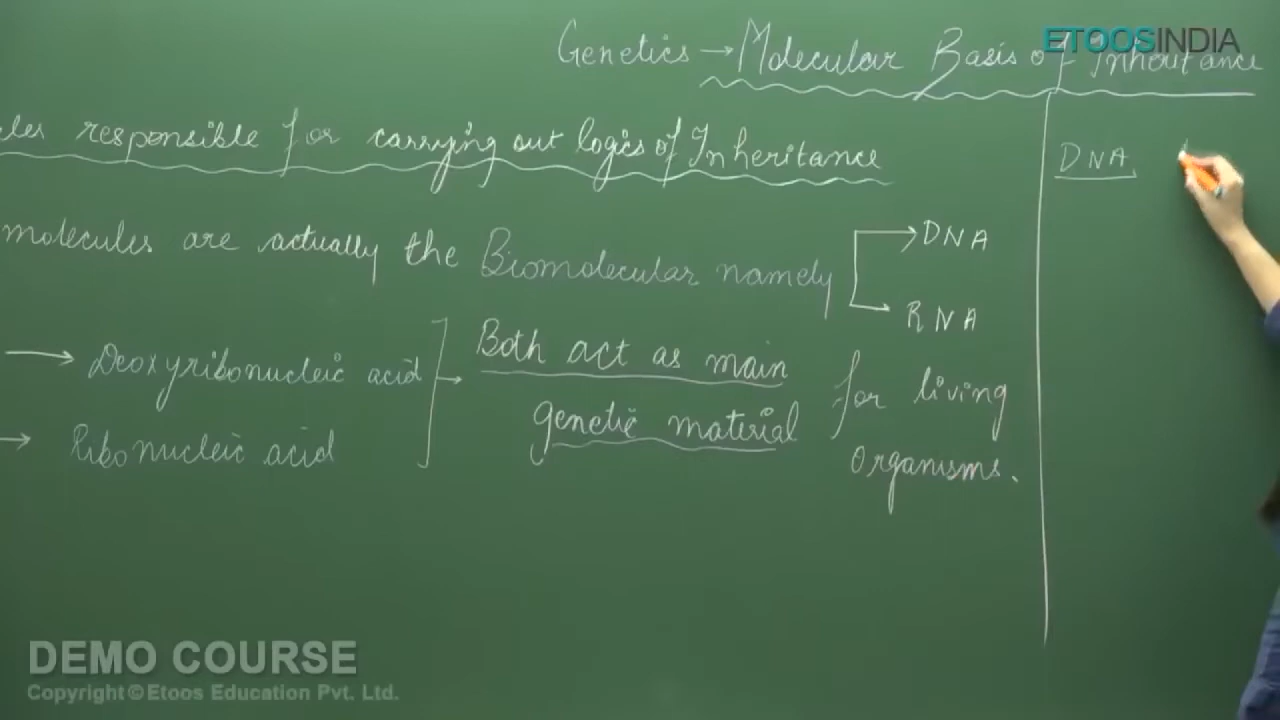 Genetics → Molecular Basis of Inheritance
ETOOSINDIA
responsible for carrying out logics of Inheritance
DNA
molecules are actually the Biomolecular namely
DNA
RNA
→ Deoxyribonucleic acid
→ Ribonucleic acid
Both act as main
genetic material
for living
organisms.
DEMO COURSE
Copyright © Etoos Education Pvt. Ltd.